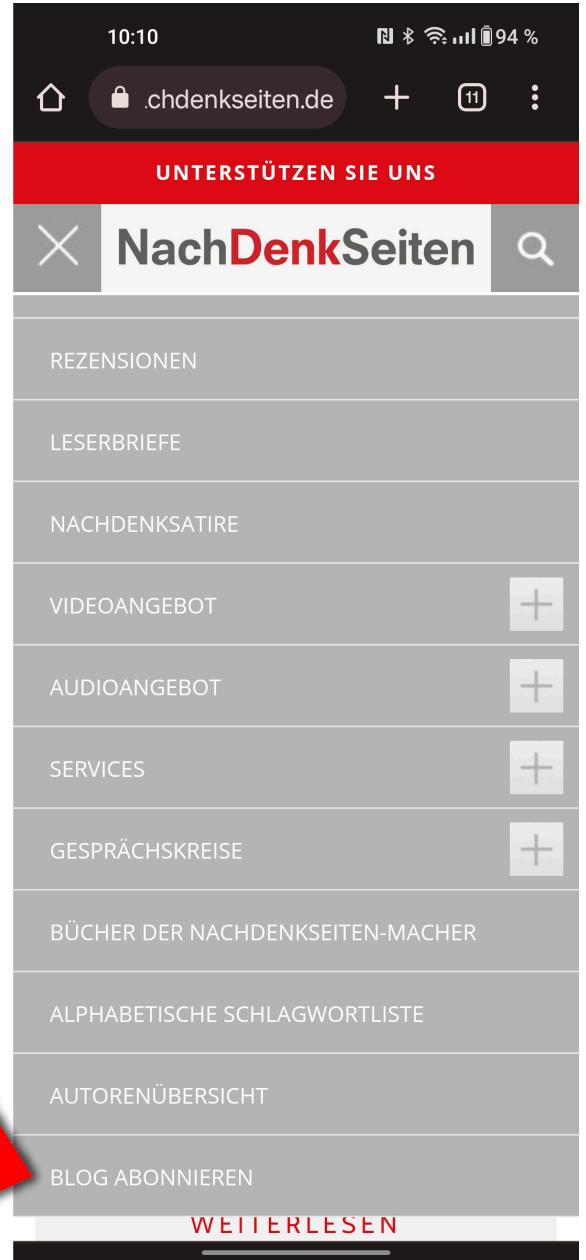 10:10 94 %
.chdenkseiten.de 11
UNTERSTÜTZEN SIE UNS
NachDenkSeiten
REZENSIONEN
LESERBRIEFE
NACHDENKSATIRE
VIDEOANGEBOT
AUDIOANGEBOT
SERVICES
GESPRÄCHSKREISE
BÜCHER DER NACHDENKSEITEN-MACHER
ALPHABETISCHE SCHLAGWORTLISTE
AUTORENÜBERSICHT
BLOG ABONNIEREN
WEITERLESEN